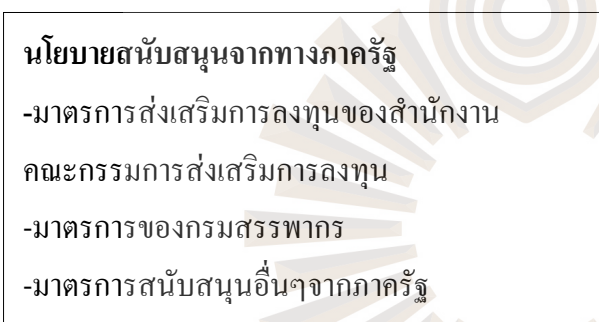 นโยบายสนับสนุนจากทางภาครัฐ
-มาตรการส่งเสริมการลงทุนของสำนักงาน
คณะกรรมการส่งเสริมการลงทุน
-มาตรการของกรมสรรพากร
-มาตรการสนับสนุนอื่นๆจากภาครัฐ